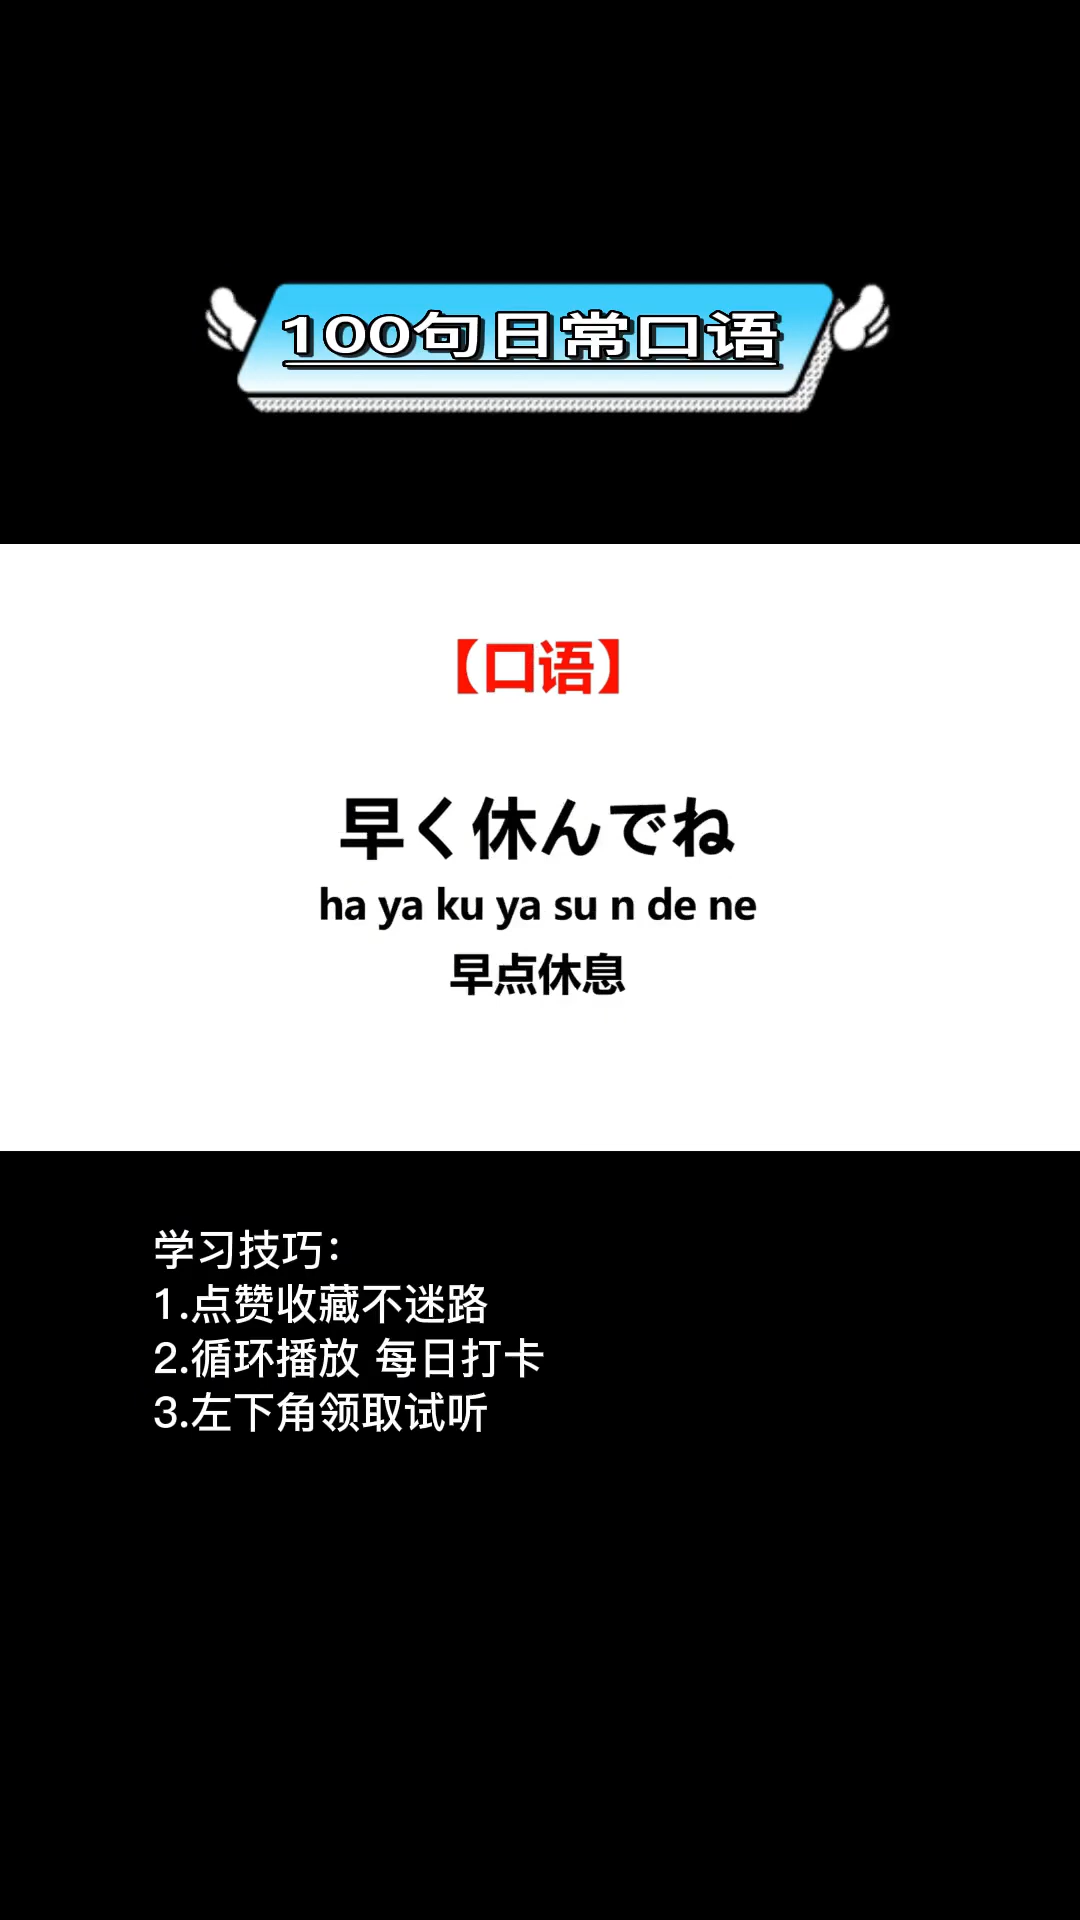 100句日常口语
【口语】
早く休んでね
ha ya ku ya su n de ne
早点休息
学习技巧：
1.点赞收藏不迷路
2.循环播放 每日打卡
3.左下角领取试听